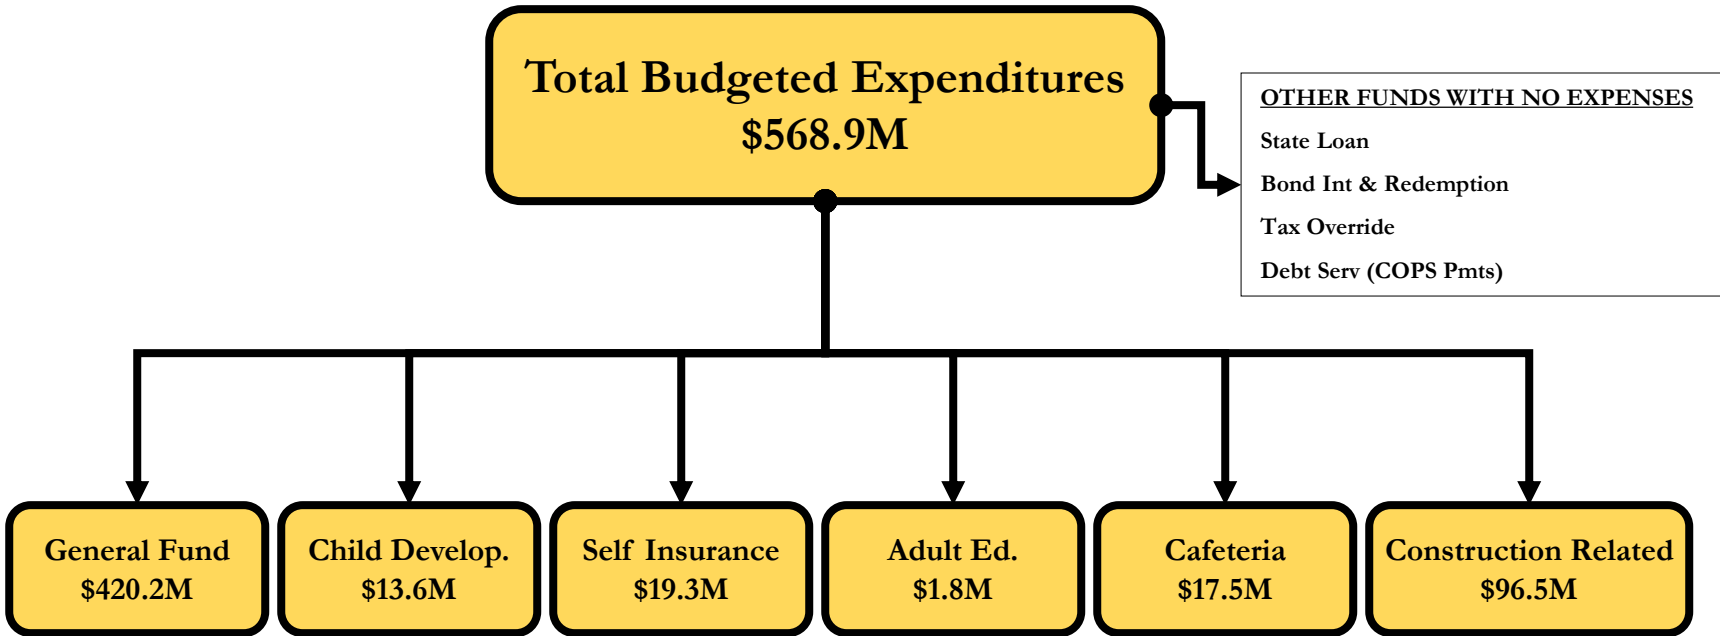 Total Budgeted Expenditures
$568.9M
OTHER FUNDS WITH NO EXPENSES
State Loan
Bond Int & Redemption
Tax Override
Debt Serv (COPS Pmts)
General Fund
$420.2M
Child Develop.
$13.6M
Self Insurance
$19.3M
Adult Ed.
$1.8M
Cafeteria
$17.5M
Construction Related
$96.5M